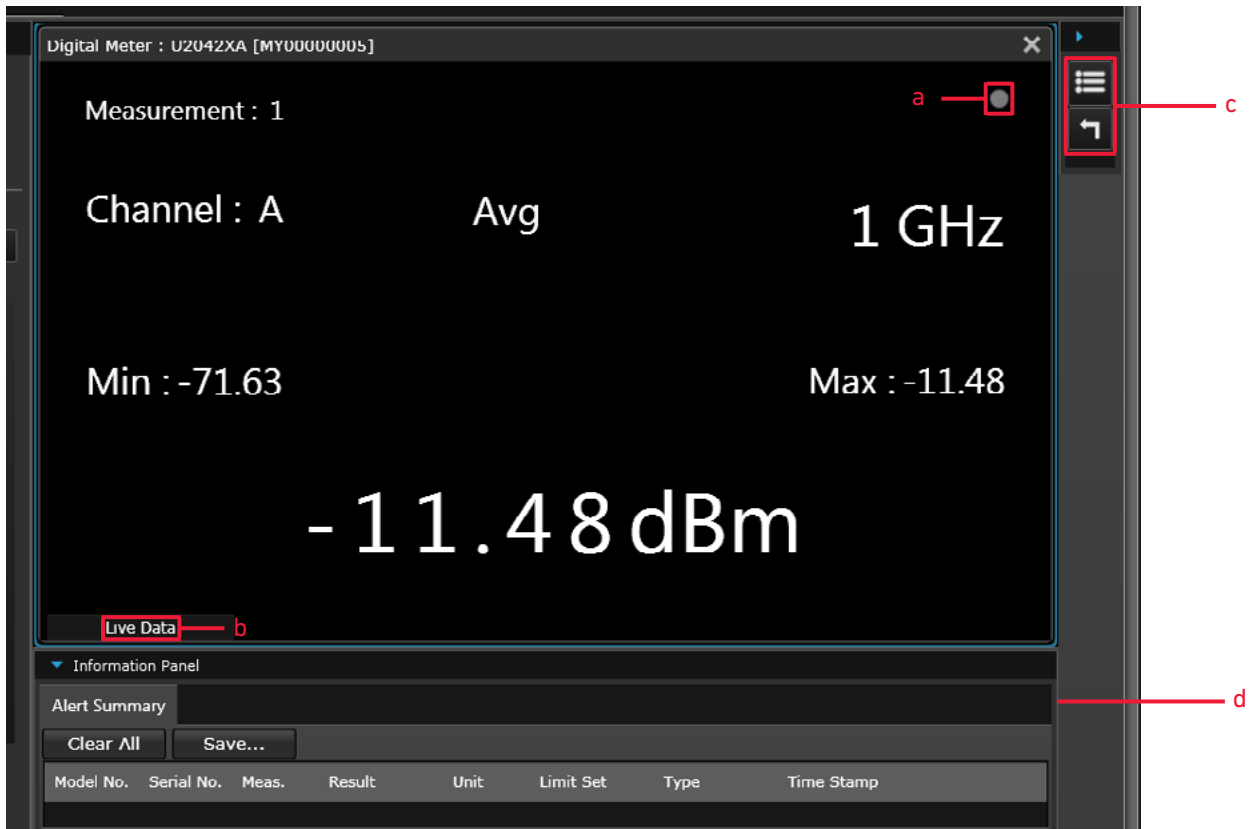 Digital Meter : U2042XA [MY00000005]
Measurement : 1
a
c
Channel : A Avg 1 GHz
Min : -71.63 Max : -11.48
-11.48 dBm
Live Data b
Information Panel
Alert Summary
d
Clear All Save...
Model No. Serial No. Meas. Result Unit Limit Set Type Time Stamp